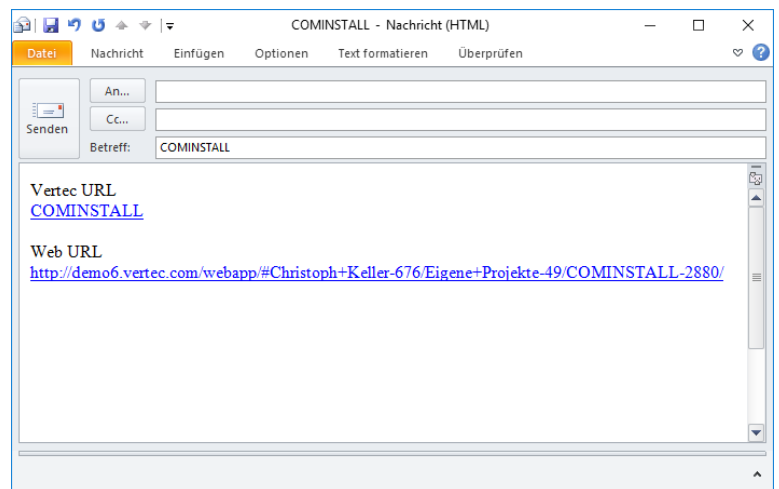 COMINSTALL - Nachricht (HTML)
Datei Nachricht Einfügen Optionen Text formatieren Überprüfen
An...
Cc...
Senden
Betreff: COMINSTALL
Vertec URL
COMINSTALL
Web URL
http://demo6.vertec.com/webapp/#Christoph+Keller-676/Eigene+Projekte-49/COMINSTALL-2880/